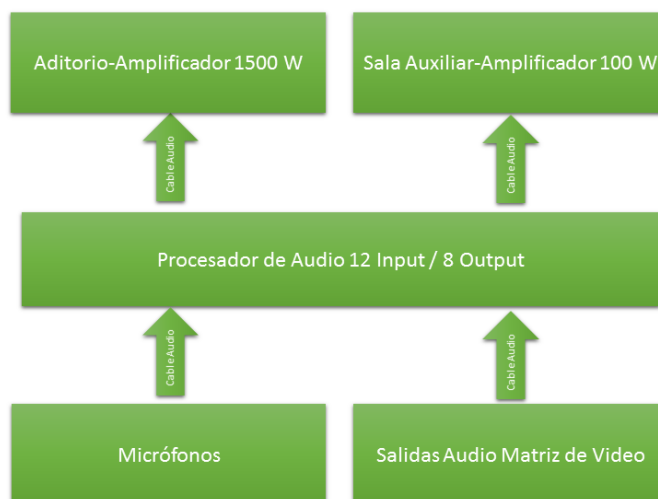 Aditorio-Amplificador 1500 W
Sala Auxiliar-Amplificador 100 W
Cable Audio
Cable Audio
Procesador de Audio 12 Input / 8 Output
Cable Audio
Cable Audio
Micrófonos
Salidas Audio Matriz de Video